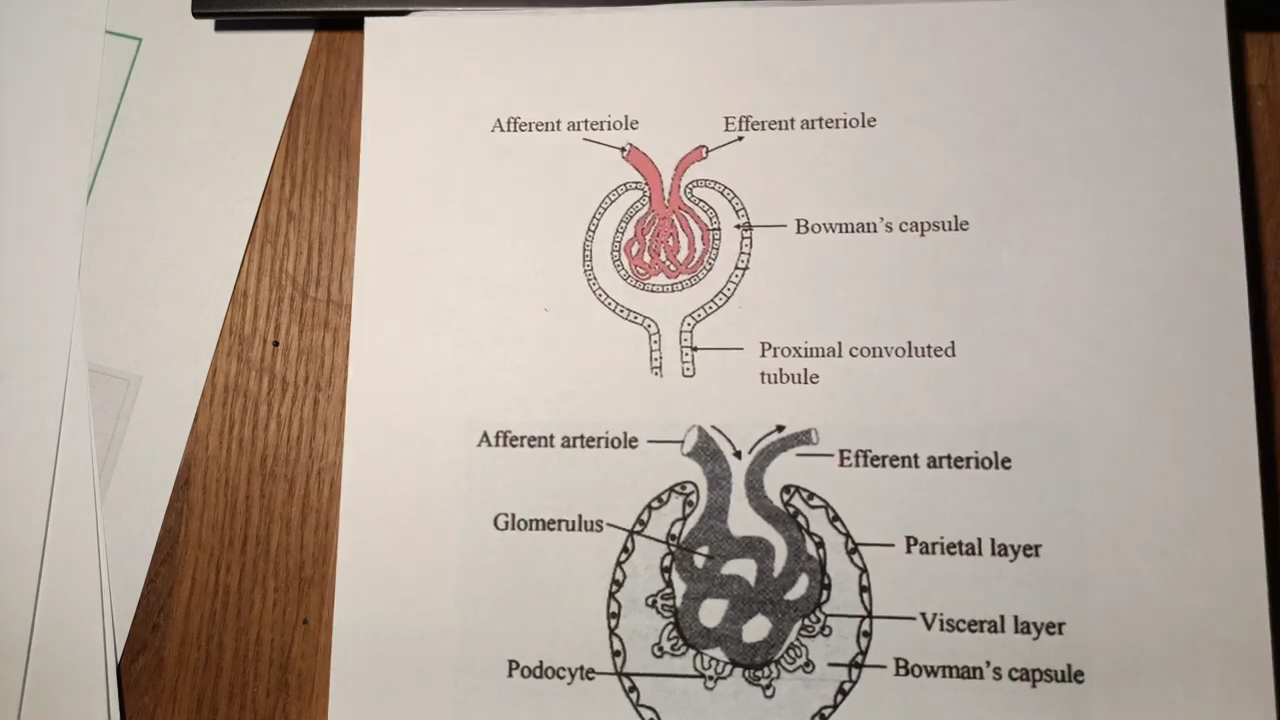 Afferent arteriole
Efferent arteriole
Bowman's capsule
Proximal convoluted
tubule
Afferent arteriole
Efferent arteriole
Glomerulus
Parietal layer
Visceral layer
Podocyte
Bowman's capsule